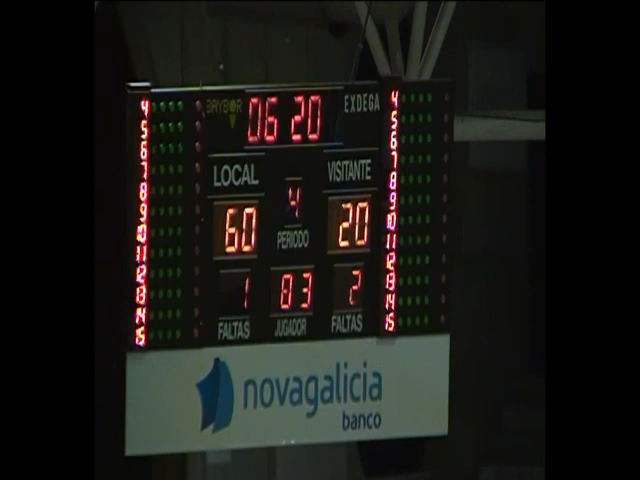 DAYBOR 06 20 EXDEGA
LOCAL VISITANTE
4
60 20
PERIODO
1 83 2
FALTAS JUGADOR FALTAS
4 4
5 5
6 6
7 7
8 8
9 9
10 10
11 11
12 12
13 13
14 14
15 15
novagalicia
banco